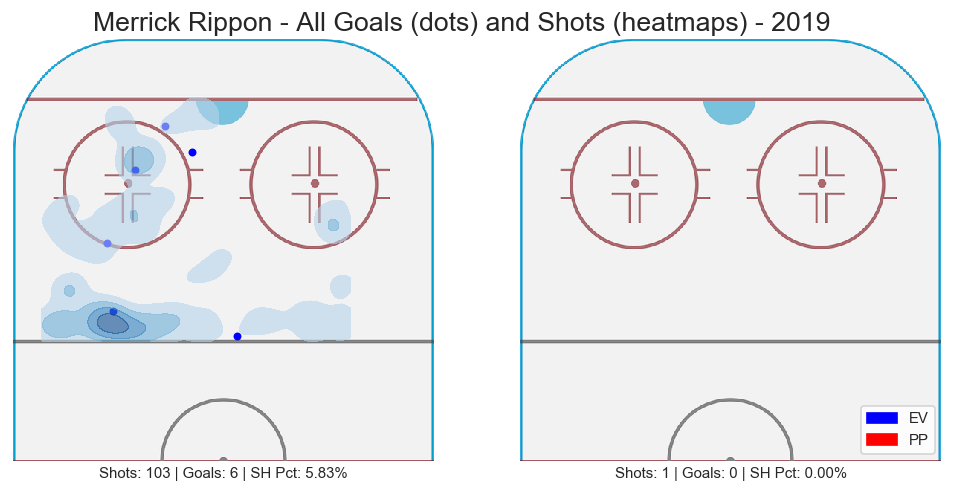 Merrick Rippon - All Goals (dots) and Shots (heatmaps) - 2019
EV
PP
Shots: 103 | Goals: 6 | SH Pct: 5.83%
Shots: 1 | Goals: 0 | SH Pct: 0.00%